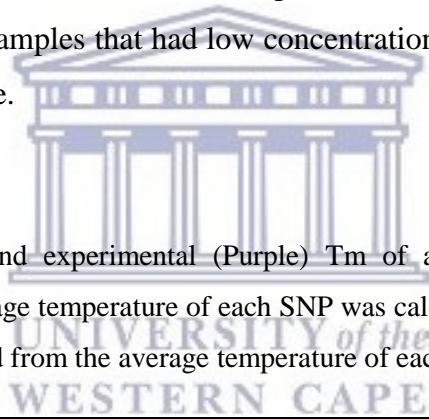 amples that had low concentration
e.
nd experimental (Purple) Tm of a
age temperature of each SNP was cal
UNIVERSITY of the
d from the average temperature of eac
WESTERN CAPE